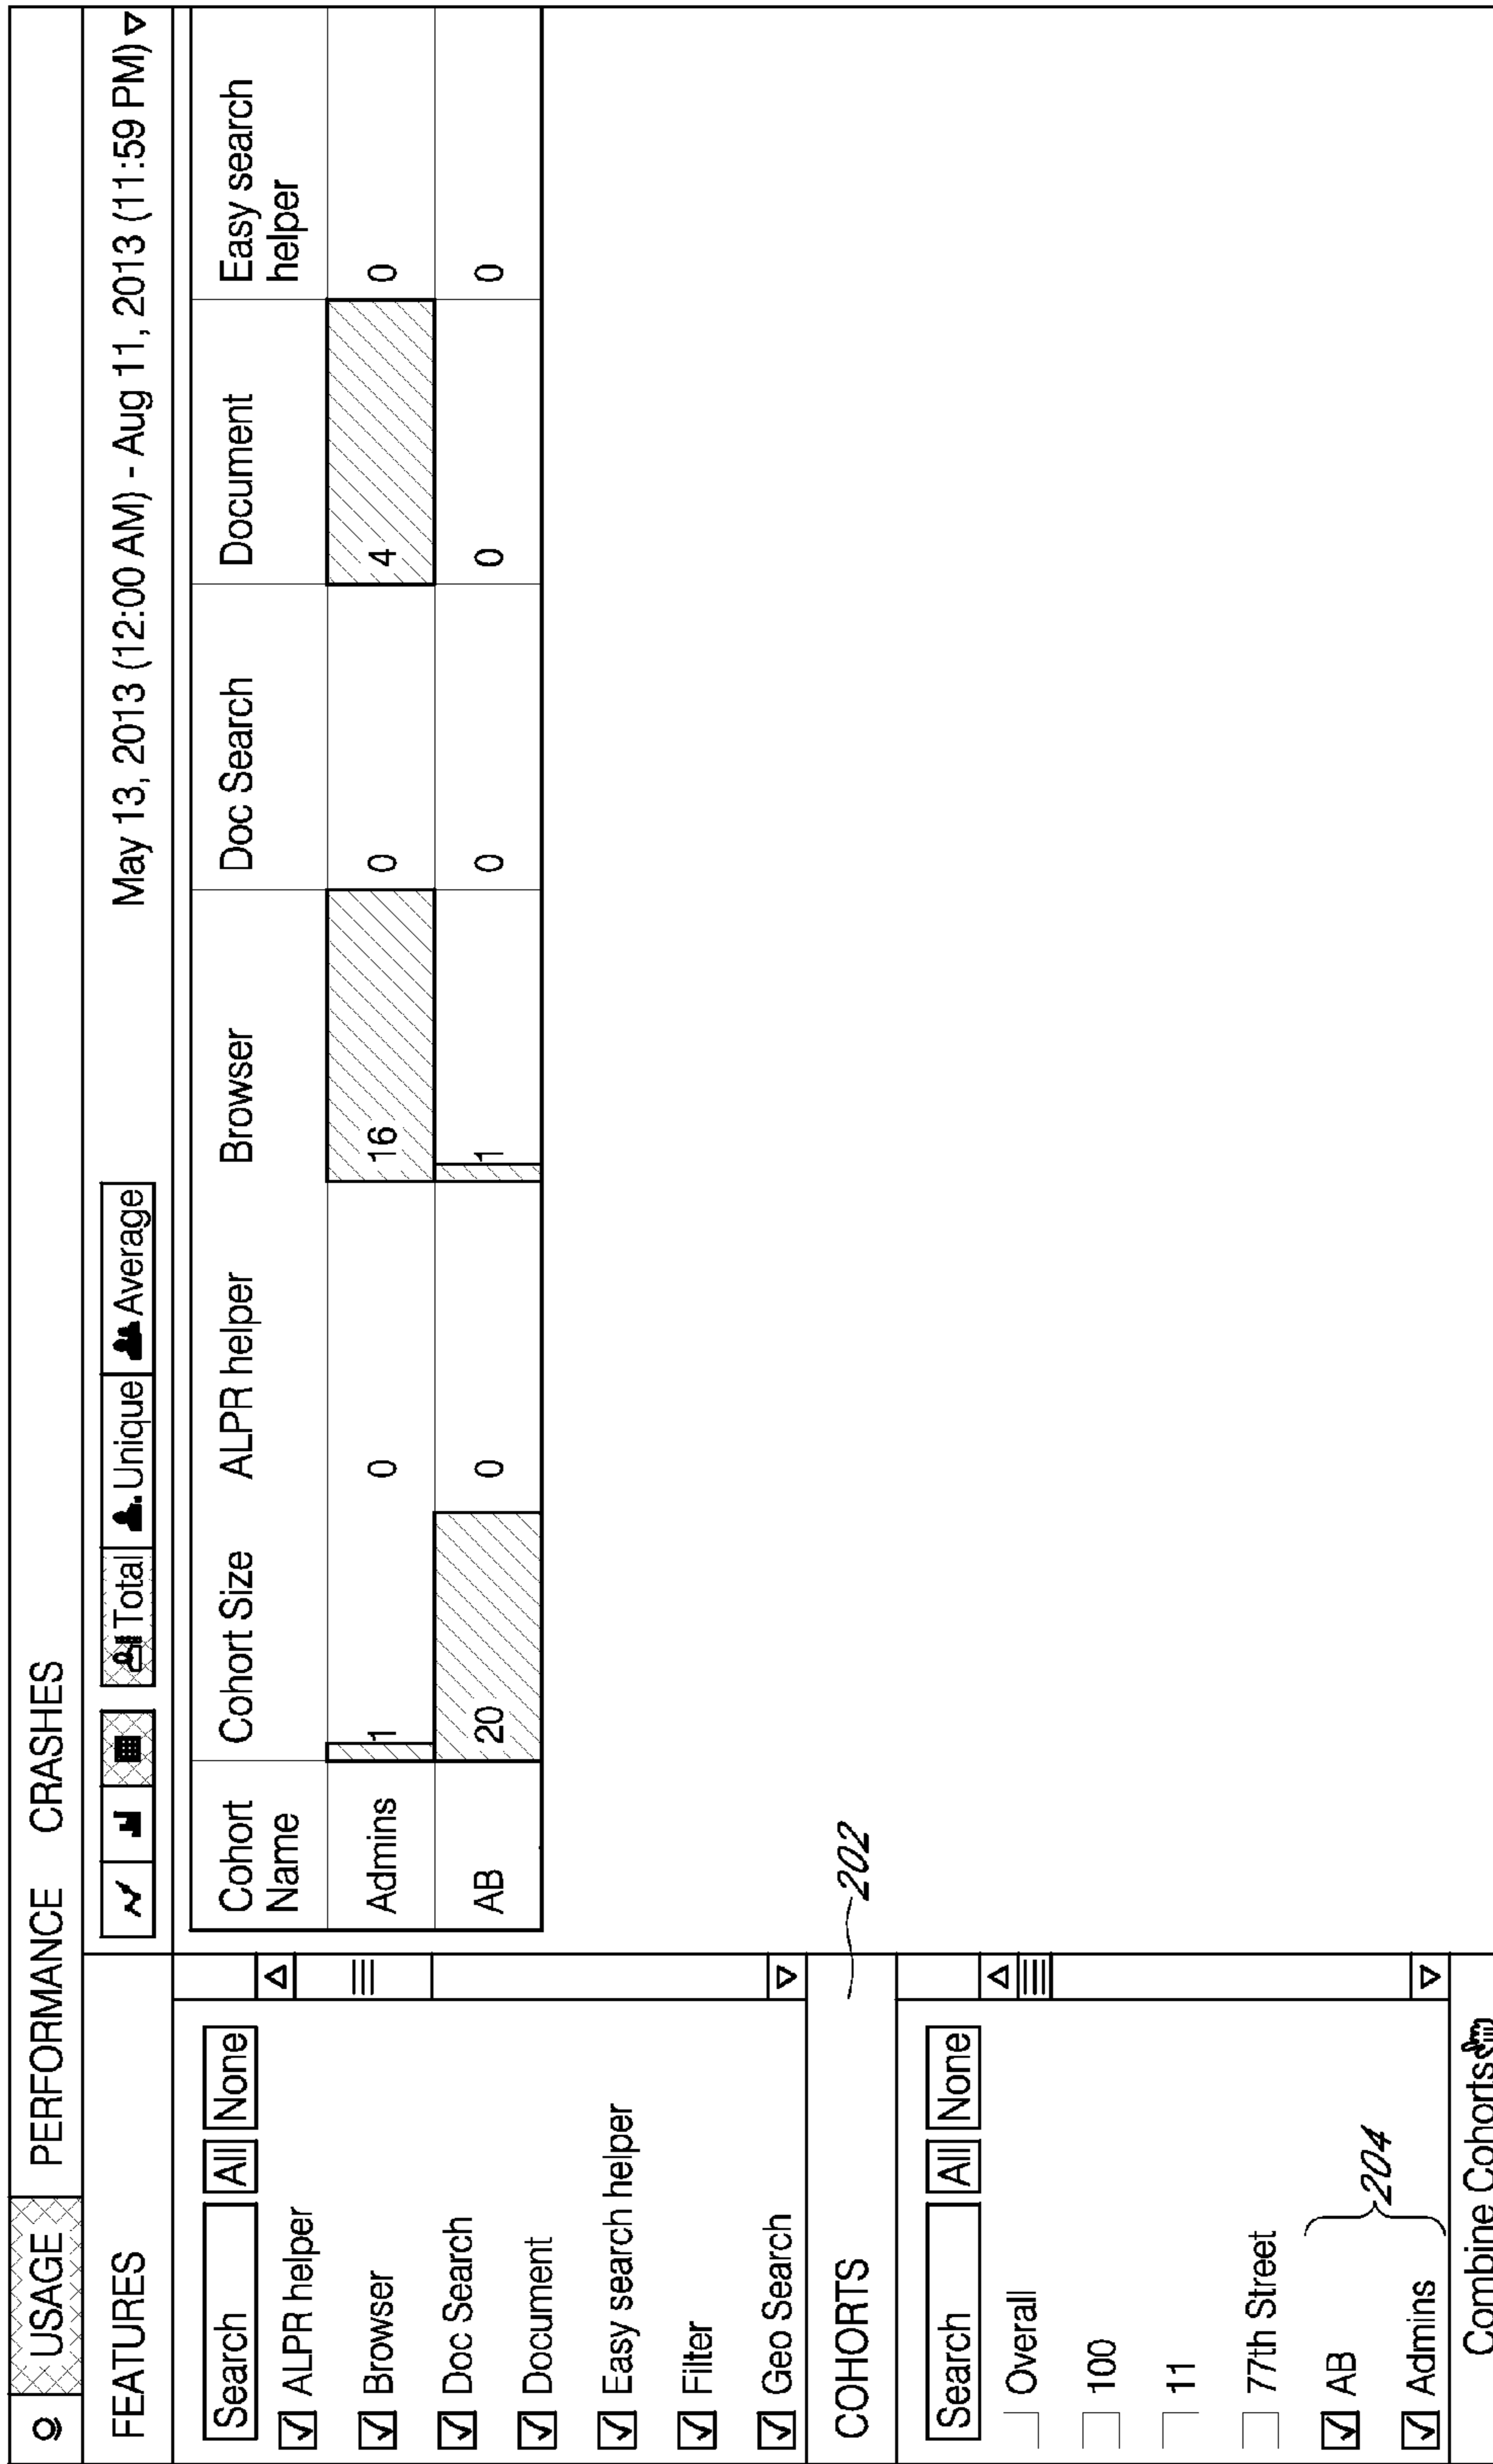 USAGE PERFORMANCE CRASHES
FEATURES
Total Unique Average
May 13, 2013 (12:00 AM) - Aug 11, 2013 (11:59 PM)
Search All None
ALPR helper
Browser
Doc Search
Document
Easy search helper
Filter
Geo Search
COHORTS
202
Search All None
Overall
100
11
77th Street
AB
Admins
204
Combine Cohorts
Cohort Name Cohort Size ALPR helper Browser Doc Search Document Easy search helper
Admins 1 0 16 0 4 0
AB 20 0 1 0 0 0